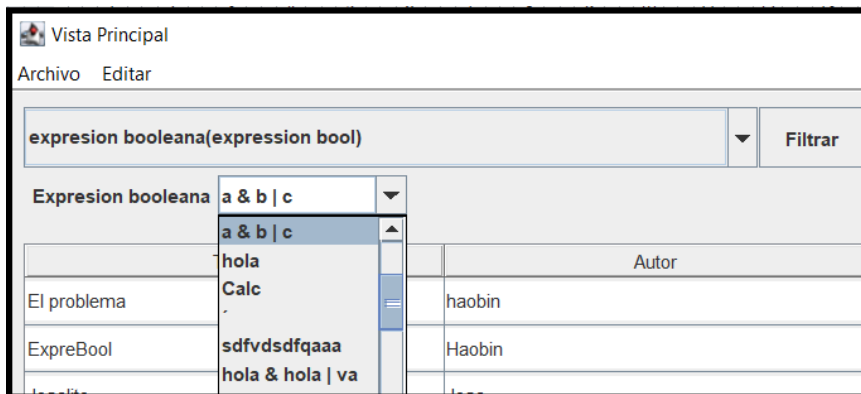 Vista Principal
Archivo Editar
expresion booleana(expression bool)
Filtrar
Expresion booleana a & b | c
a & b | c
hola
Calc
´
sdfvdsdfqaaa
hola & hola | va
Autor
El problema haobin
ExpreBool Haobin